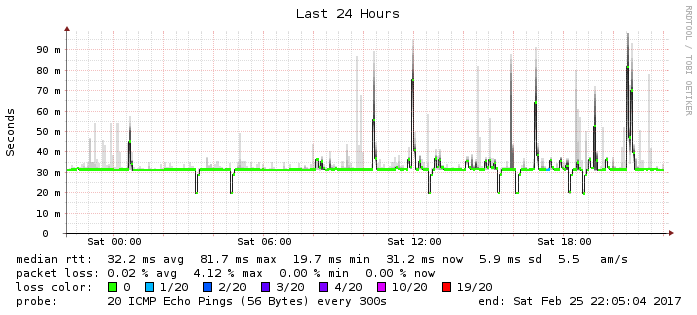 Last 24 Hours
RRDTOOL / TOBI OETIKER
Seconds
90 m
80 m
70 m
60 m
50 m
40 m
30 m
20 m
10 m
0
Sat 00:00 Sat 06:00 Sat 12:00 Sat 18:00
median rtt: 32.2 ms avg 81.7 ms max 19.7 ms min 31.2 ms now 5.9 ms sd 5.5 am/s
packet loss: 0.02 % avg 4.12 % max 0.00 % min 0.00 % now
loss color: 0 1/20 2/20 3/20 4/20 10/20 19/20
probe: 20 ICMP Echo Pings (56 Bytes) every 300s end: Sat Feb 25 22:05:04 2017